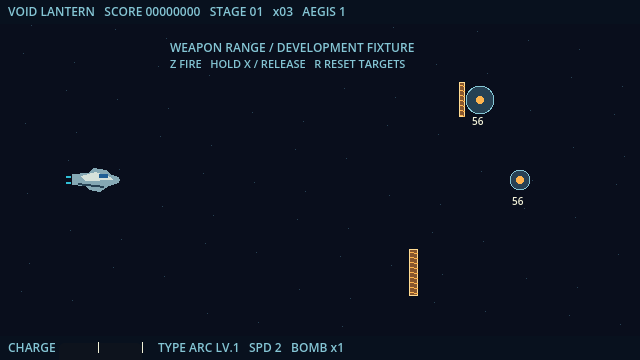 VOID LANTERN SCORE 00000000 STAGE 01 x03 AEGIS 1
WEAPON RANGE / DEVELOPMENT FIXTURE
Z FIRE HOLD X / RELEASE R RESET TARGETS
56
56
CHARGE TYPE ARC LV.1 SPD 2 BOMB x1